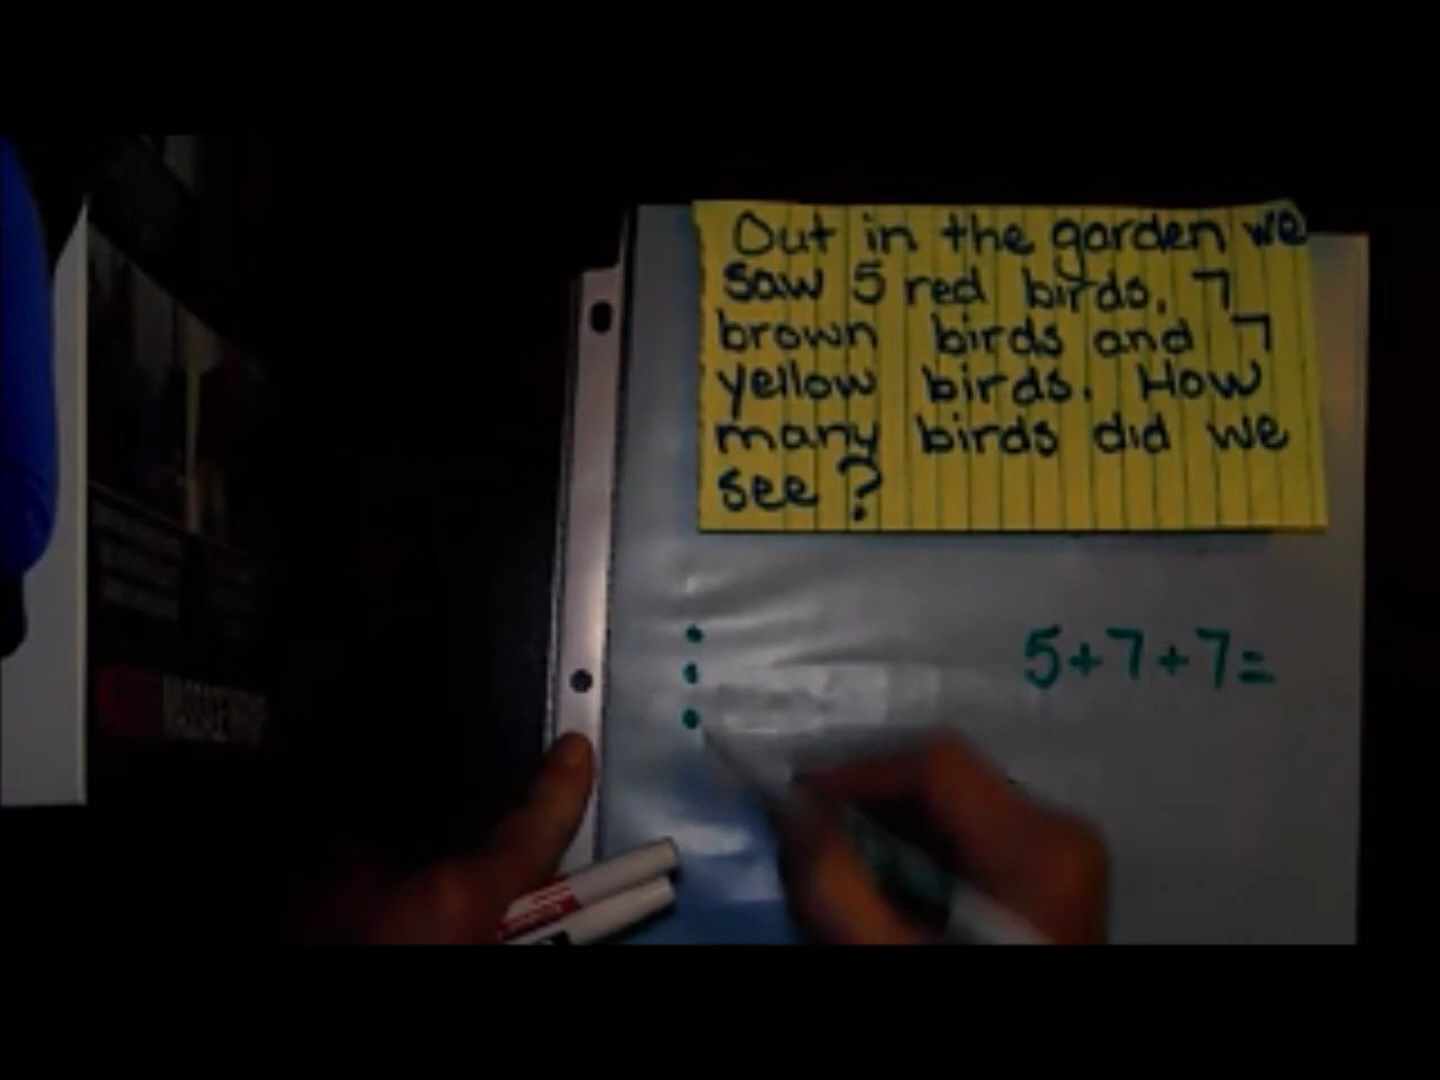 Out in the garden we
saw 5 red birds, 7
brown birds and 7
yellow birds. How
many birds did we
see?
5+7+7=